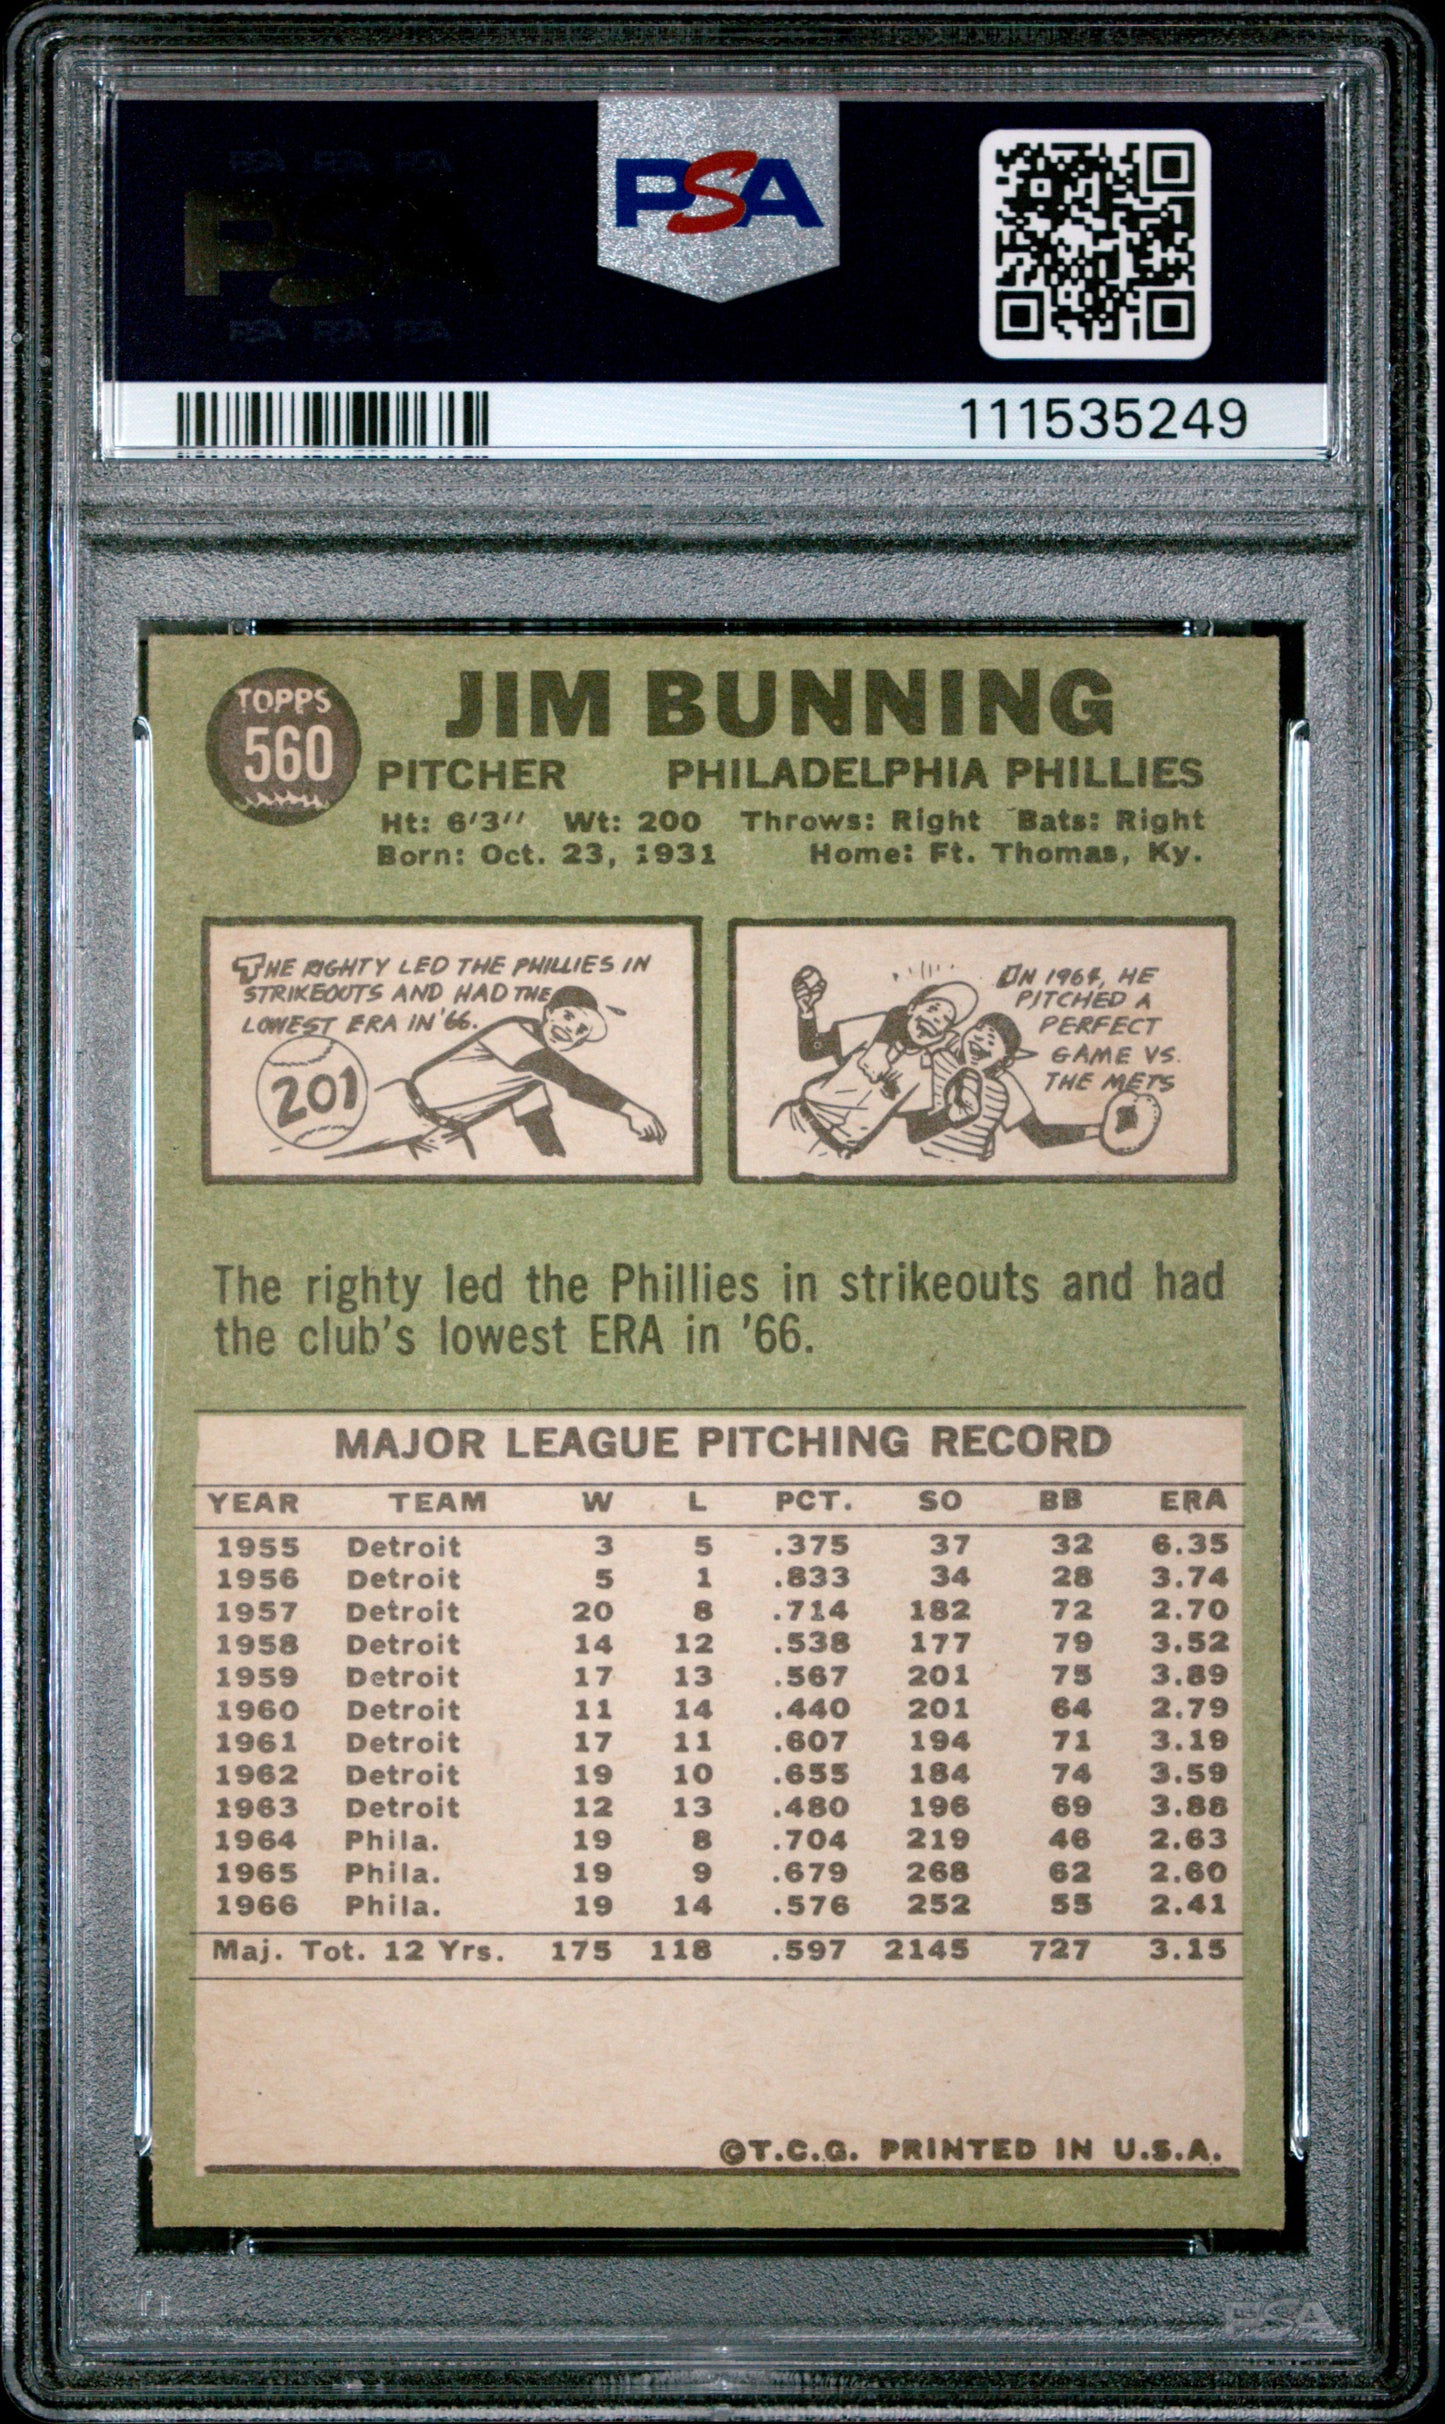 PSA PSA PSA
PSA
PSA PSA PSA
PSA
111535249
TOPPS
560
JIM BUNNING
PITCHER PHILADELPHIA PHILLIES
Ht: 6'3" Wt: 200 Throws: Right Bats: Right
Born: Oct. 23, 1931 Home: Ft. Thomas, Ky.
THE RIGHTY LED THE PHILLIES IN
STRIKEOUTS AND HAD THE
LOWEST ERA IN '66.
201
IN 1964, HE
PITCHED A
PERFECT
GAME VS.
THE METS
The righty led the Phillies in strikeouts and had
the club's lowest ERA in '66.
MAJOR LEAGUE PITCHING RECORD
YEAR TEAM W L PCT. SO BB ERA
1955 Detroit 3 5 .375 37 32 6.35
1956 Detroit 5 1 .833 34 28 3.74
1957 Detroit 20 8 .714 182 72 2.70
1958 Detroit 14 12 .538 177 79 3.52
1959 Detroit 17 13 .567 201 75 3.89
1960 Detroit 11 14 .440 201 64 2.79
1961 Detroit 17 11 .607 194 71 3.19
1962 Detroit 19 10 .655 184 74 3.59
1963 Detroit 12 13 .480 196 69 3.88
1964 Phila. 19 8 .704 219 46 2.63
1965 Phila. 19 9 .679 268 62 2.60
1966 Phila. 19 14 .576 252 55 2.41
Maj. Tot. 12 Yrs. 175 118 .597 2145 727 3.15
©T.C.G. PRINTED IN U.S.A.
PSA